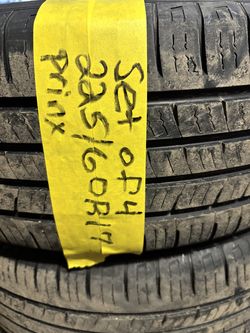 Set of 4
225/60R17
Prinx